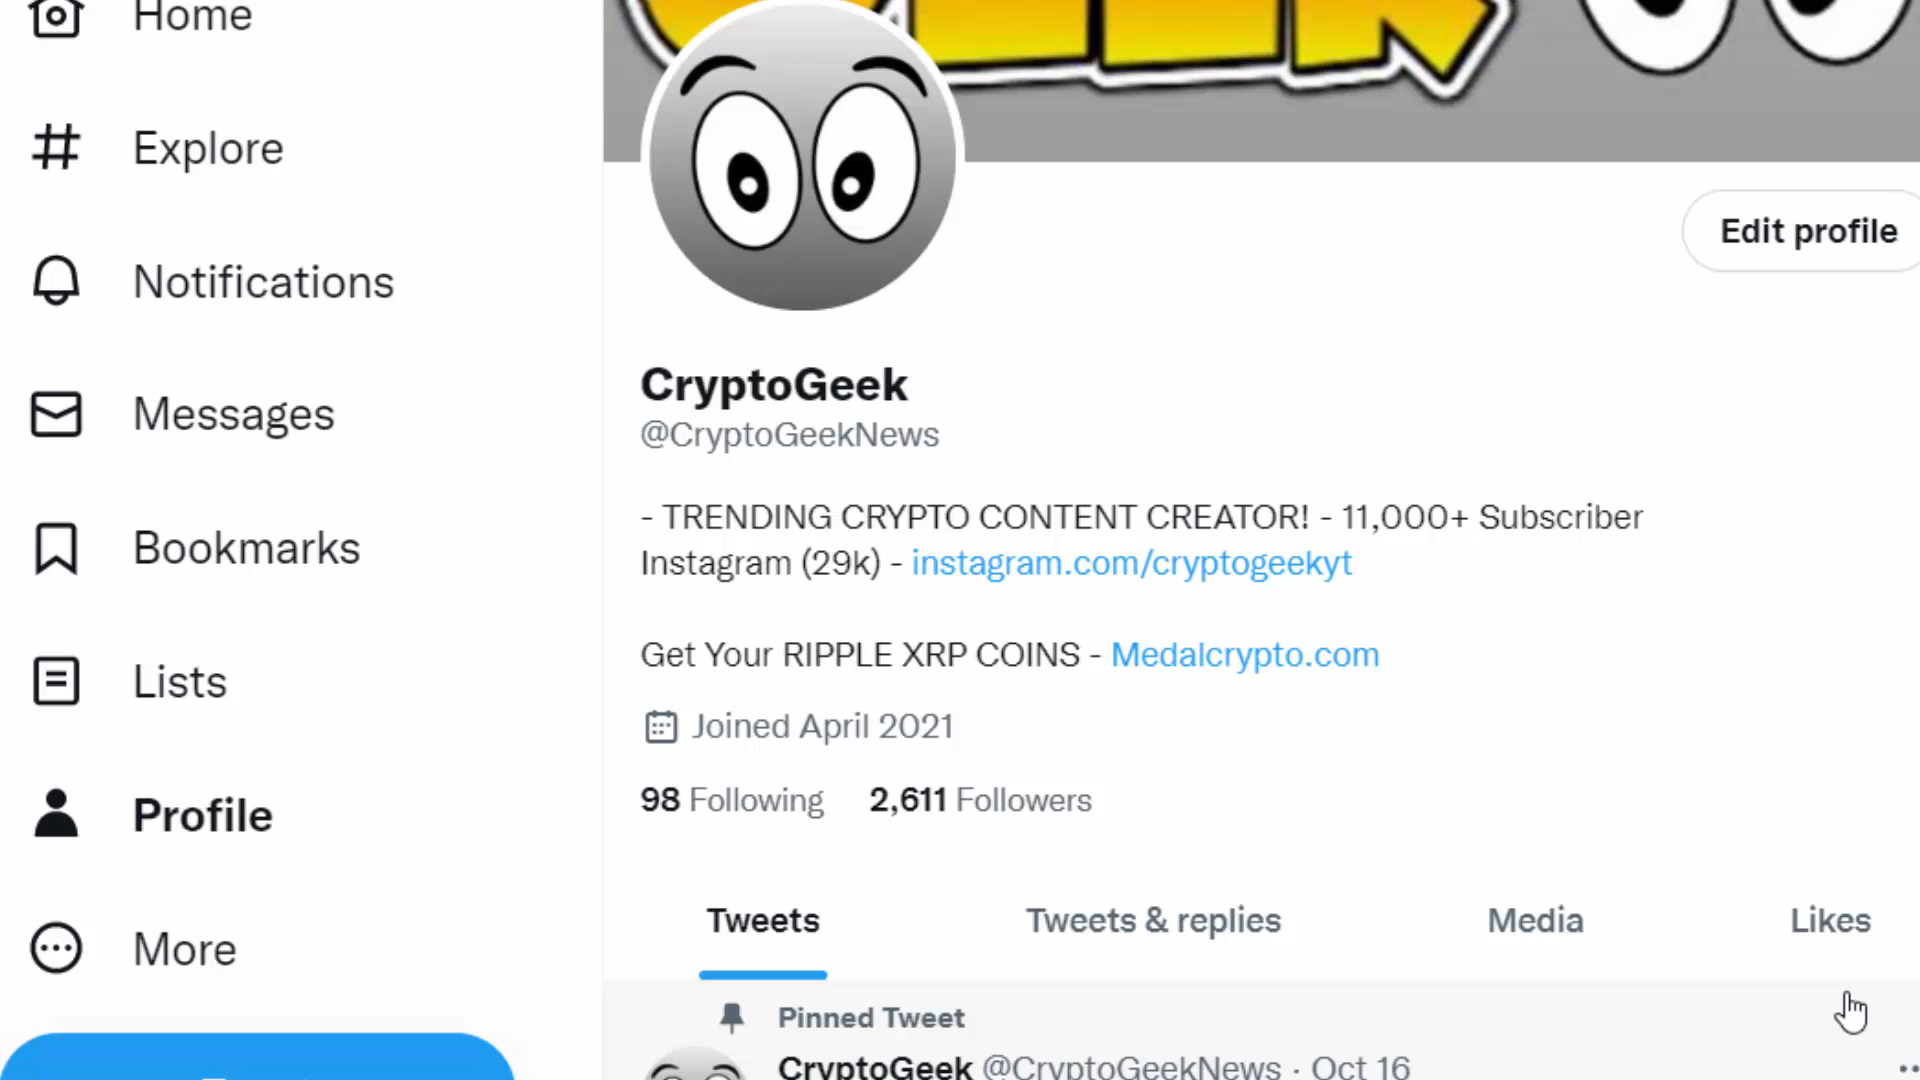 Home
Explore
Notifications
Messages
Bookmarks
Lists
Profile
More
Edit profile
CryptoGeek
@CryptoGeekNews
- TRENDING CRYPTO CONTENT CREATOR! - 11,000+ Subscriber
Instagram (29k) - instagram.com/cryptogeekyt
Get Your RIPPLE XRP COINS - Medalcrypto.com
Joined April 2021
98 Following 2,611 Followers
Tweets Tweets & replies Media Likes
Pinned Tweet
CryptoGeek @CryptoGeekNews · Oct 16